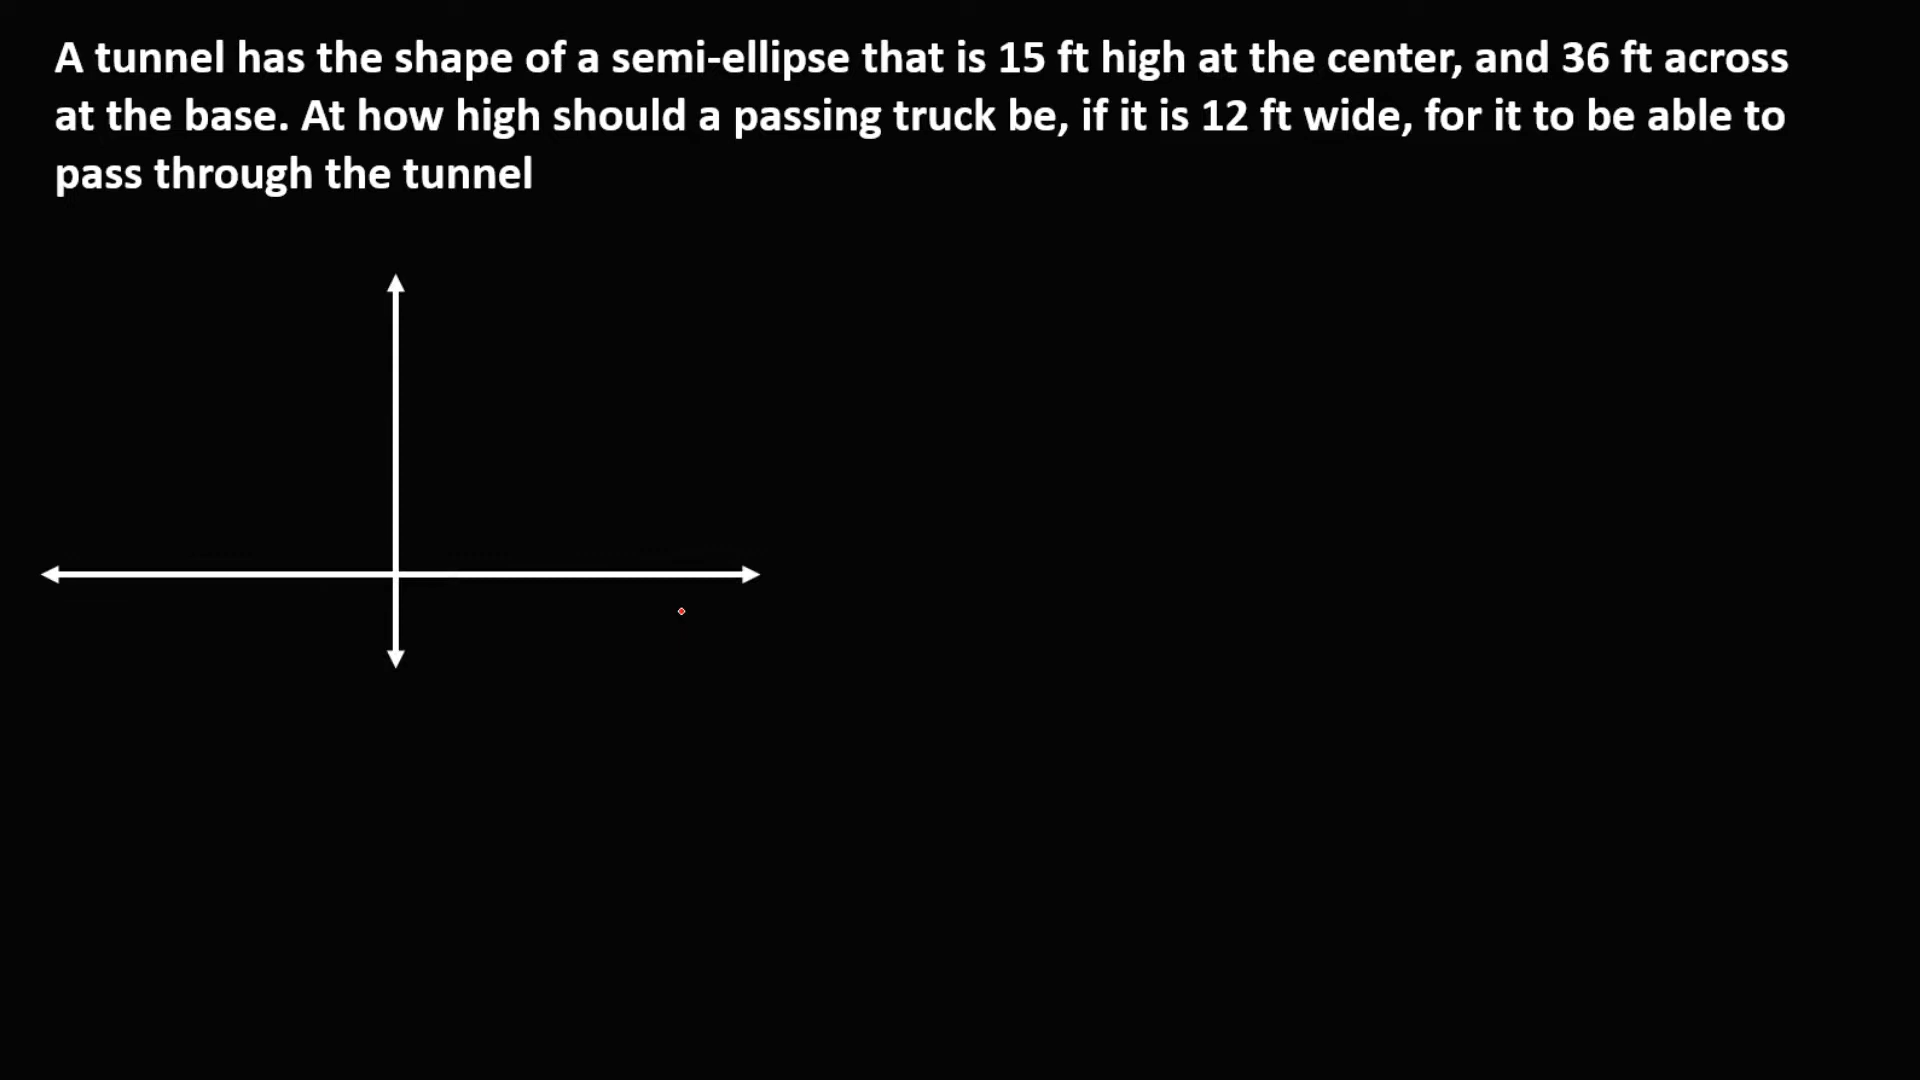 A tunnel has the shape of a semi-ellipse that is 15 ft high at the center, and 36 ft across
at the base. At how high should a passing truck be, if it is 12 ft wide, for it to be able to
pass through the tunnel